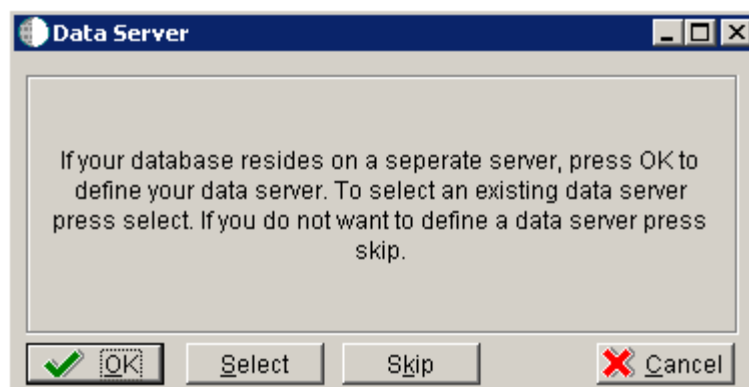 Data Server
If your database resides on a seperate server, press OK to
define your data server. To select an existing data server
press select. If you do not want to define a data server press
skip.
OK Select Skip Cancel